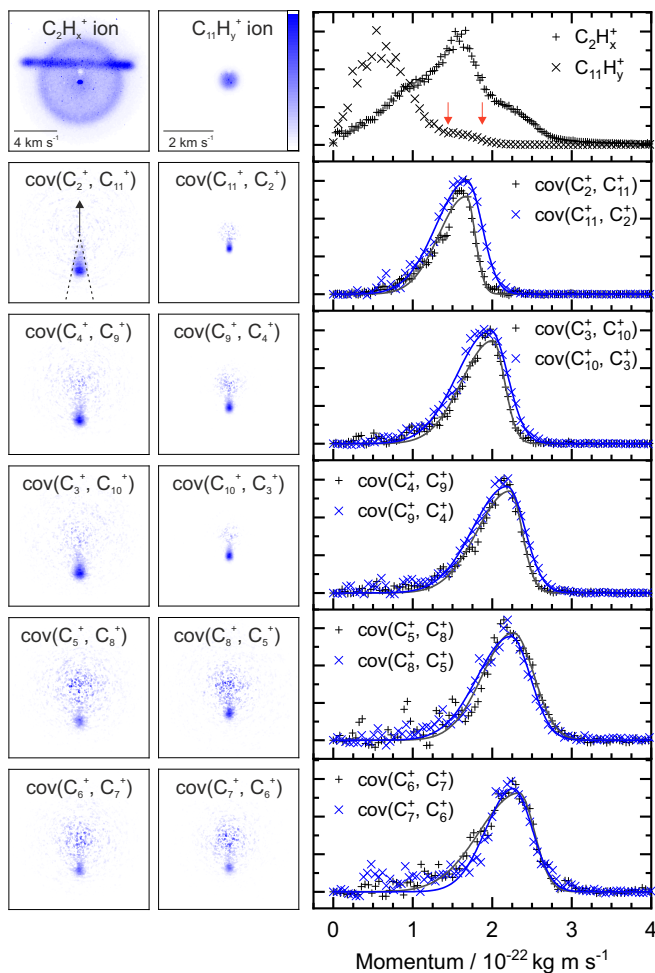 C₂Hₓ⁺ ion
C₁₁Hᵧ⁺ ion
4 km s⁻¹
2 km s⁻¹
C₂Hₓ⁺
C₁₁Hᵧ⁺
cov(C₂⁺, C₁₁⁺)
cov(C₁₁⁺, C₂⁺)
cov(C₂⁺, C₁₁⁺)
cov(C₁₁⁺, C₂⁺)
cov(C₄⁺, C₉⁺)
cov(C₉⁺, C₄⁺)
cov(C₃⁺, C₁₀⁺)
cov(C₁₀⁺, C₃⁺)
cov(C₃⁺, C₁₀⁺)
cov(C₁₀⁺, C₃⁺)
cov(C₄⁺, C₉⁺)
cov(C₉⁺, C₄⁺)
cov(C₅⁺, C₈⁺)
cov(C₈⁺, C₅⁺)
cov(C₅⁺, C₈⁺)
cov(C₈⁺, C₅⁺)
cov(C₆⁺, C₇⁺)
cov(C₇⁺, C₆⁺)
cov(C₆⁺, C₇⁺)
cov(C₇⁺, C₆⁺)
0 1 2 3 4
Momentum / 10⁻²² kg m s⁻¹